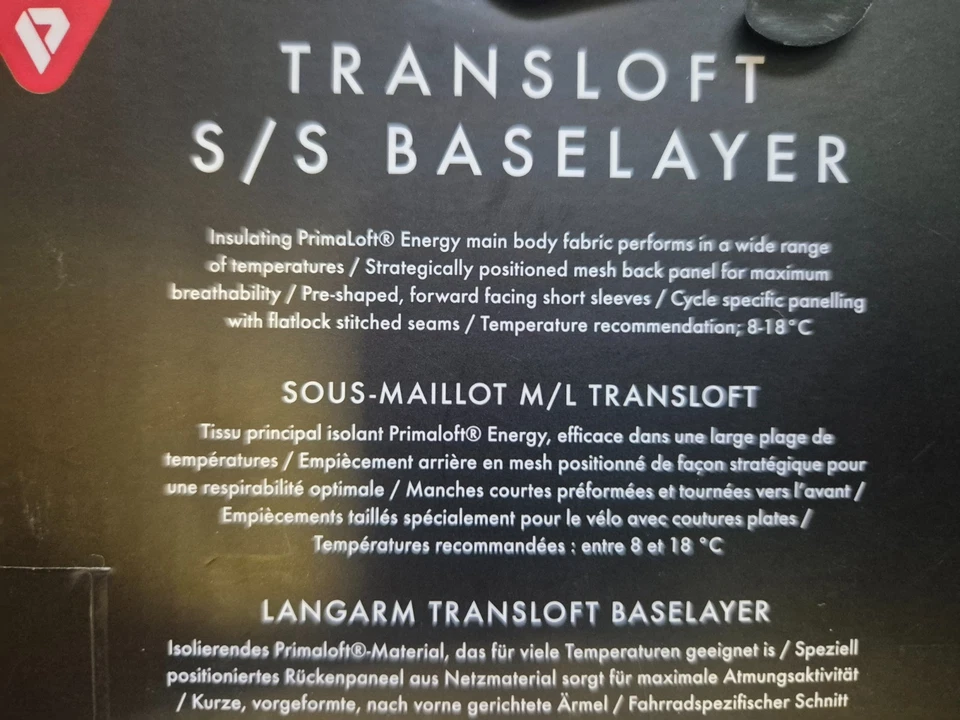 TRANSLOFT
S/S BASELAYER
Insulating PrimaLoft® Energy main body fabric performs in a wide range
of temperatures / Strategically positioned mesh back panel for maximum
breathability / Pre-shaped, forward facing short sleeves / Cycle specific panelling
with flatlock stitched seams / Temperature recommendation; 8-18°C
SOUS-MAILLOT M/L TRANSLOFT
Tissu principal isolant Primaloft® Energy, efficace dans une large plage de
températures / Empiècement arrière en mesh positionné de façon stratégique pour
une respirabilité optimale / Manches courtes préformées et tournées vers l'avant /
Empiècements taillés spécialement pour le vélo avec coutures plates /
Températures recommandées : entre 8 et 18 °C
LANGARM TRANSLOFT BASELAYER
Isolierendes Primaloft®-Material, das für viele Temperaturen geeignet is / Speziell
positioniertes Rückenpaneel aus Netzmaterial sorgt für maximale Atmungsaktivität
/ Kurze, vorgeformte, nach vorne gerichtete Ärmel / Fahrradspezifischer Schnitt